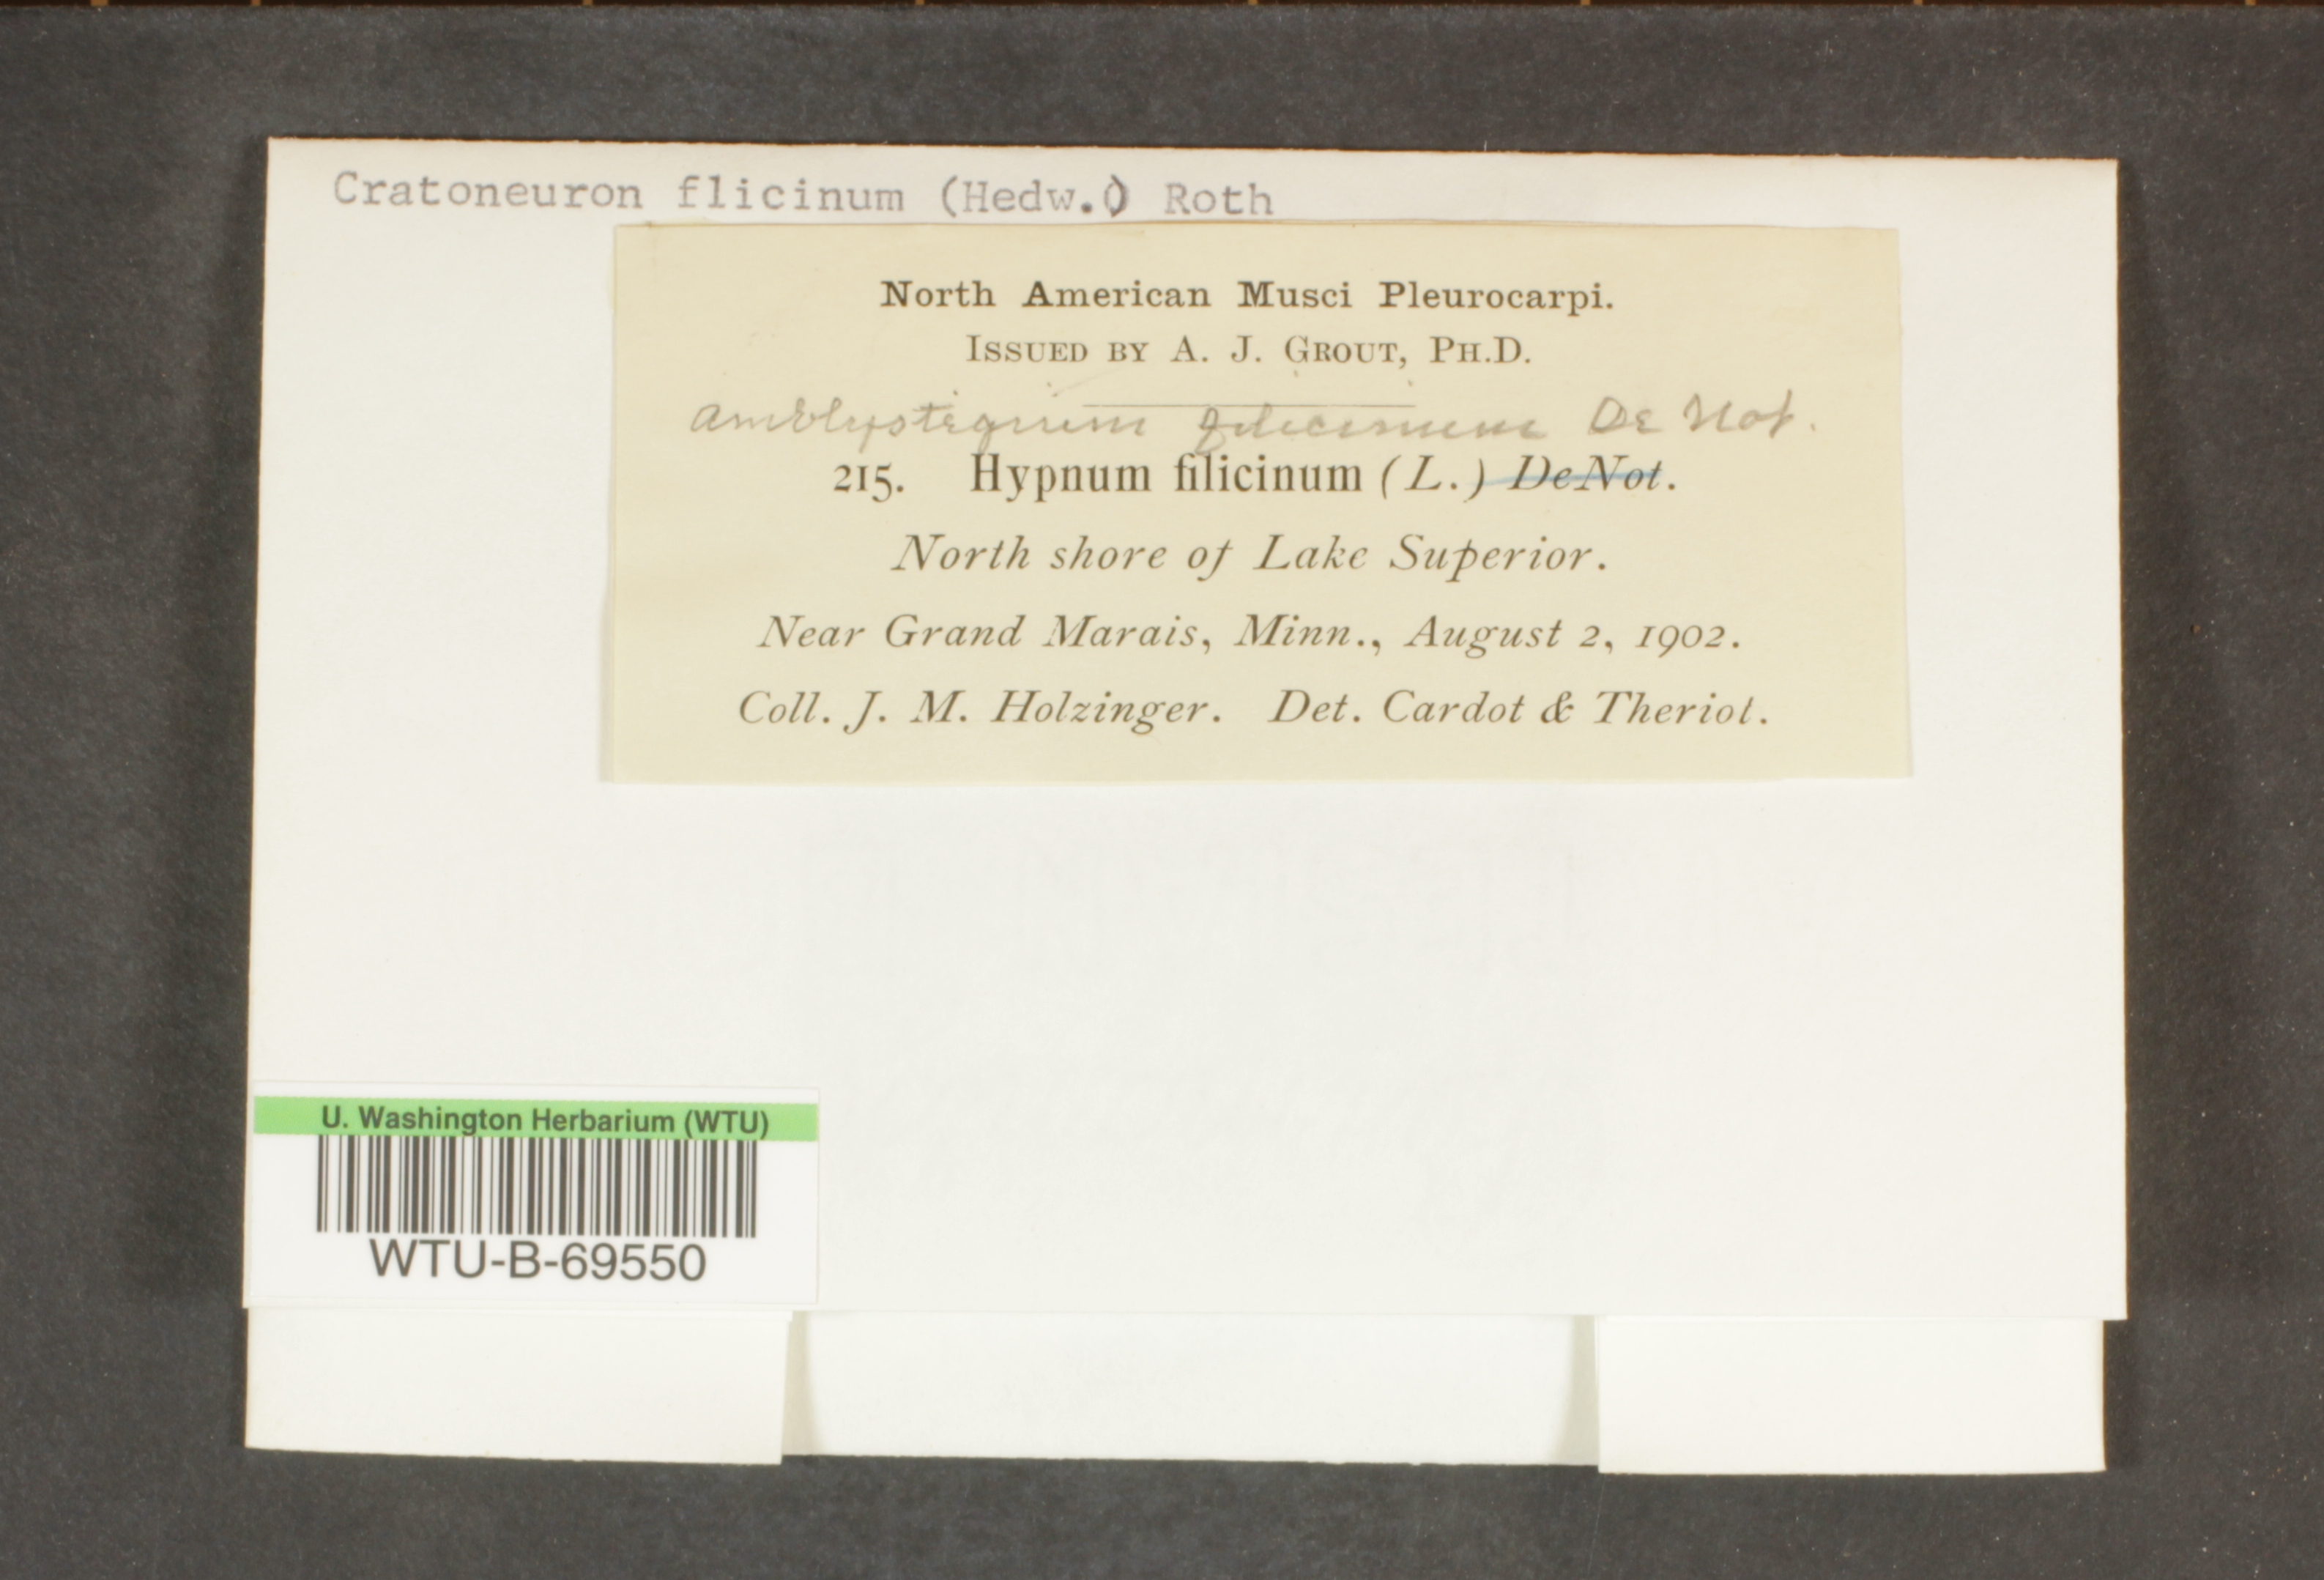 Cratoneuron flicinum (Hedw.) Roth
North American Musci Pleurocarpi.
Issued by A. J. Grout, Ph.D.
Amblystegium filicinum De Not.
215. Hypnum filicinum (L.) DeNot.
North shore of Lake Superior.
Near Grand Marais, Minn., August 2, 1902.
Coll. J. M. Holzinger. Det. Cardot & Theriot.
U. Washington Herbarium (WTU)
WTU-B-69550